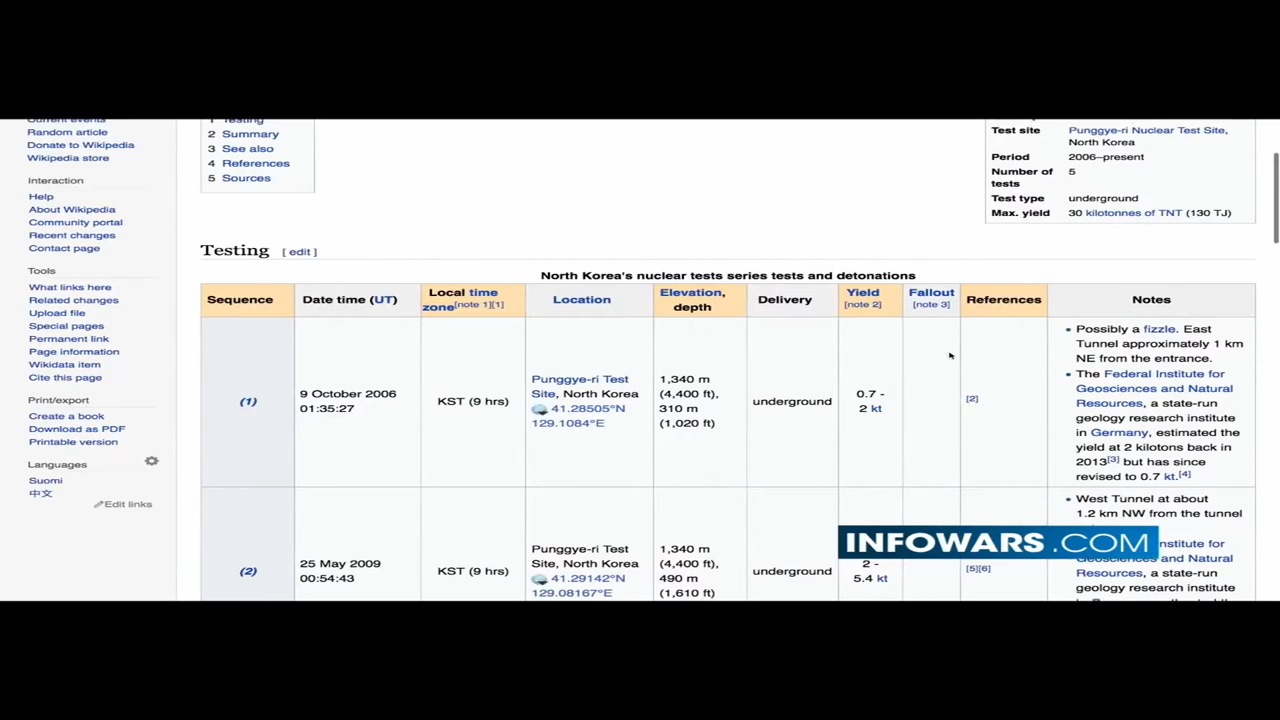 Current events
Random article
Donate to Wikipedia
Wikipedia store
Interaction
Help
About Wikipedia
Community portal
Recent changes
Contact page
Tools
What links here
Related changes
Upload file
Special pages
Permanent link
Page information
Wikidata item
Cite this page
Print/export
Create a book
Download as PDF
Printable version
Languages
Suomi
中文
Edit links
1 Testing
2 Summary
3 See also
4 References
5 Sources
Test site Punggye-ri Nuclear Test Site,
North Korea
Period 2006–present
Number of 5
tests
Test type underground
Max. yield 30 kilotonnes of TNT (130 TJ)
Testing [ edit ]
North Korea's nuclear tests series tests and detonations
Sequence
Date time (UT)
Local time
zone[note 1][1]
Location
Elevation,
depth
Delivery
Yield
[note 2]
Fallout
[note 3]
References
Notes
(1)
9 October 2006
01:35:27
KST (9 hrs)
Punggye-ri Test
Site, North Korea
41.28505°N
129.1084°E
1,340 m
(4,400 ft),
310 m
(1,020 ft)
underground
0.7 -
2 kt
[2]
• Possibly a fizzle. East
Tunnel approximately 1 km
NE from the entrance.
• The Federal Institute for
Geosciences and Natural
Resources, a state-run
geology research institute
in Germany, estimated the
yield at 2 kilotons back in
2013[3] but has since
revised to 0.7 kt.[4]
(2)
25 May 2009
00:54:43
KST (9 hrs)
Punggye-ri Test
Site, North Korea
41.29142°N
129.08167°E
1,340 m
(4,400 ft),
490 m
(1,610 ft)
underground
2 -
5.4 kt
[5][6]
• West Tunnel at about
1.2 km NW from the tunnel
nstitute for
Geosciences and Natural
Resources, a state-run
geology research institute
INFOWARS.COM